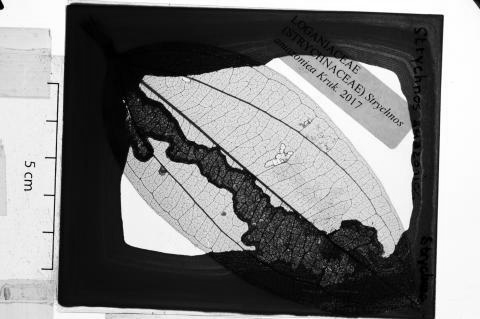 LOGANIACEAE
(STRYCHNACEAE) Strychnos
amazonica Kruk. 2017
Strychnos
5 cm